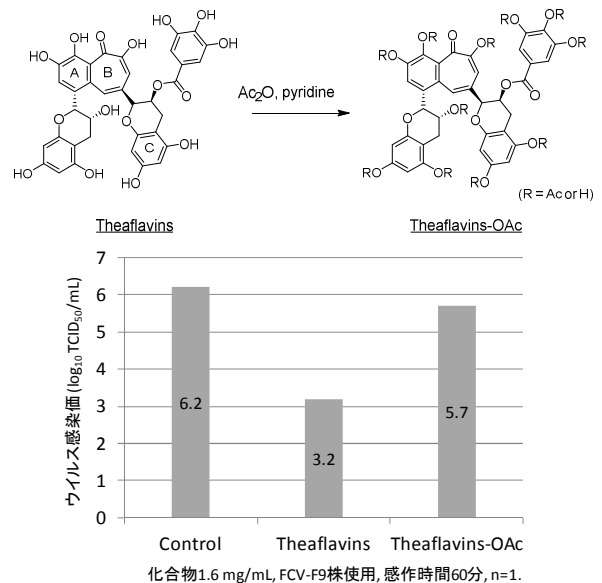 OH
OH
OH
O
OH
OH
HO
HO
A
B
O
O
OH
O
O
OH
C
HO
OH
HO
Ac₂O, pyridine
OR
OR
OR
O
OR
OR
RO
RO
O
O
OR
O
O
OR
RO
OR
RO
(R = Ac or H)
Theaflavins
Theaflavins-OAc
ウイルス感染価 (log₁₀ TCID₅₀/mL)
7
6
5
4
3
2
1
0
6.2
3.2
5.7
Control
Theaflavins
Theaflavins-OAc
化合物1.6 mg/mL, FCV-F9株使用, 感作時間60分, n=1.